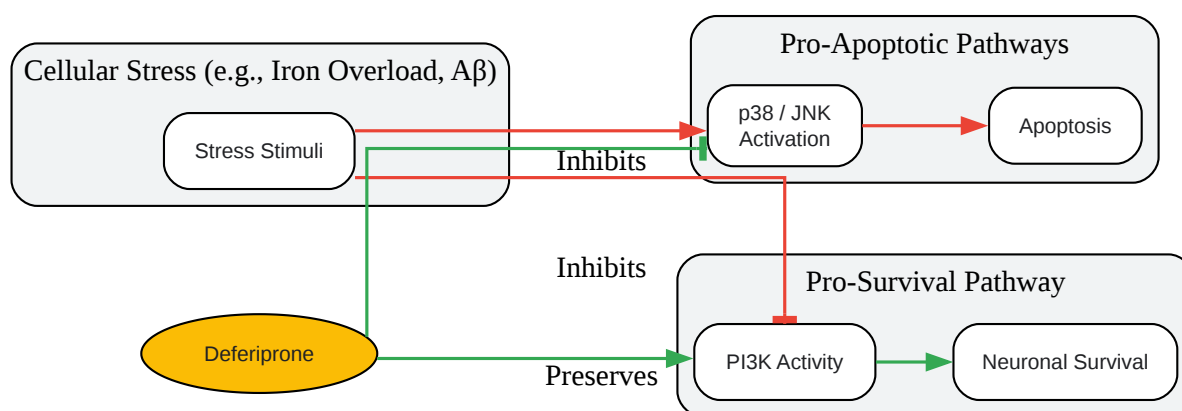 Cellular Stress (e.g., Iron Overload, Aβ)
Stress Stimuli
Pro-Apoptotic Pathways
p38 / JNK
Activation
Apoptosis
Inhibits
Inhibits
Pro-Survival Pathway
Deferiprone
Preserves
PI3K Activity
Neuronal Survival